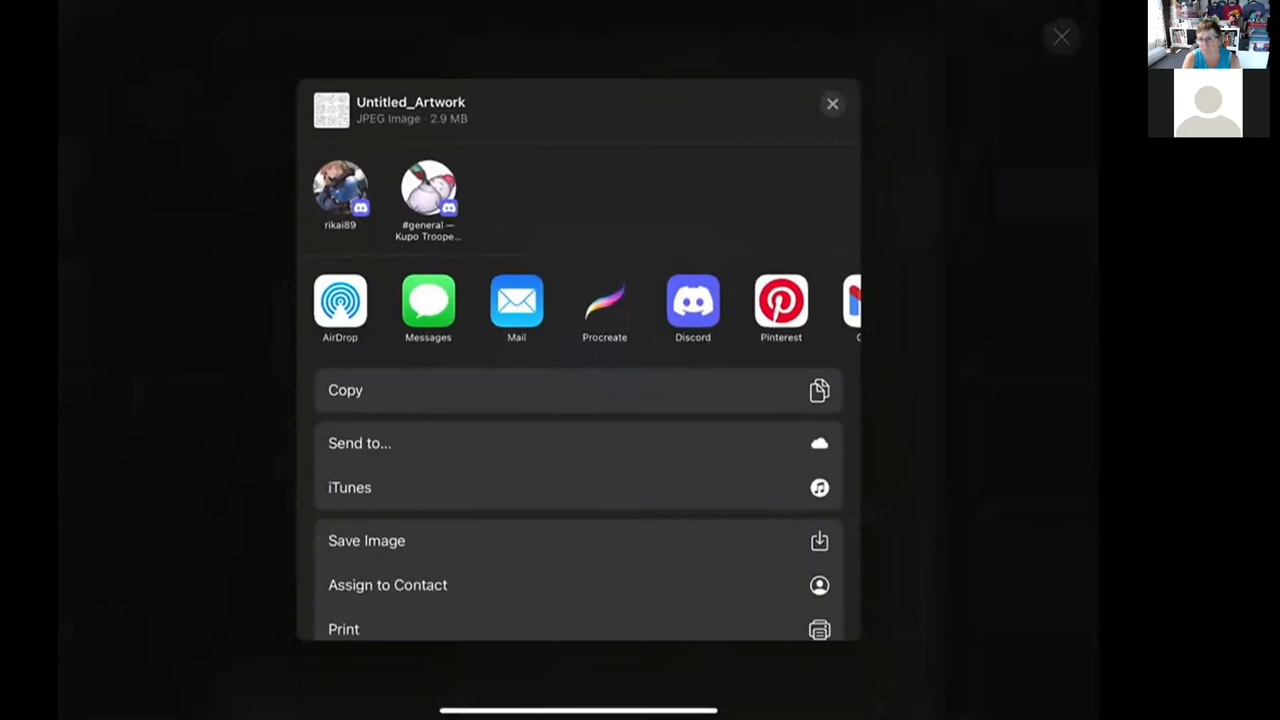 Untitled_Artwork
JPEG Image · 2.9 MB
rikai89
#general —
Kupo Troope...
AirDrop
Messages
Mail
Procreate
Discord
Pinterest
Copy
Send to...
iTunes
Save Image
Assign to Contact
Print